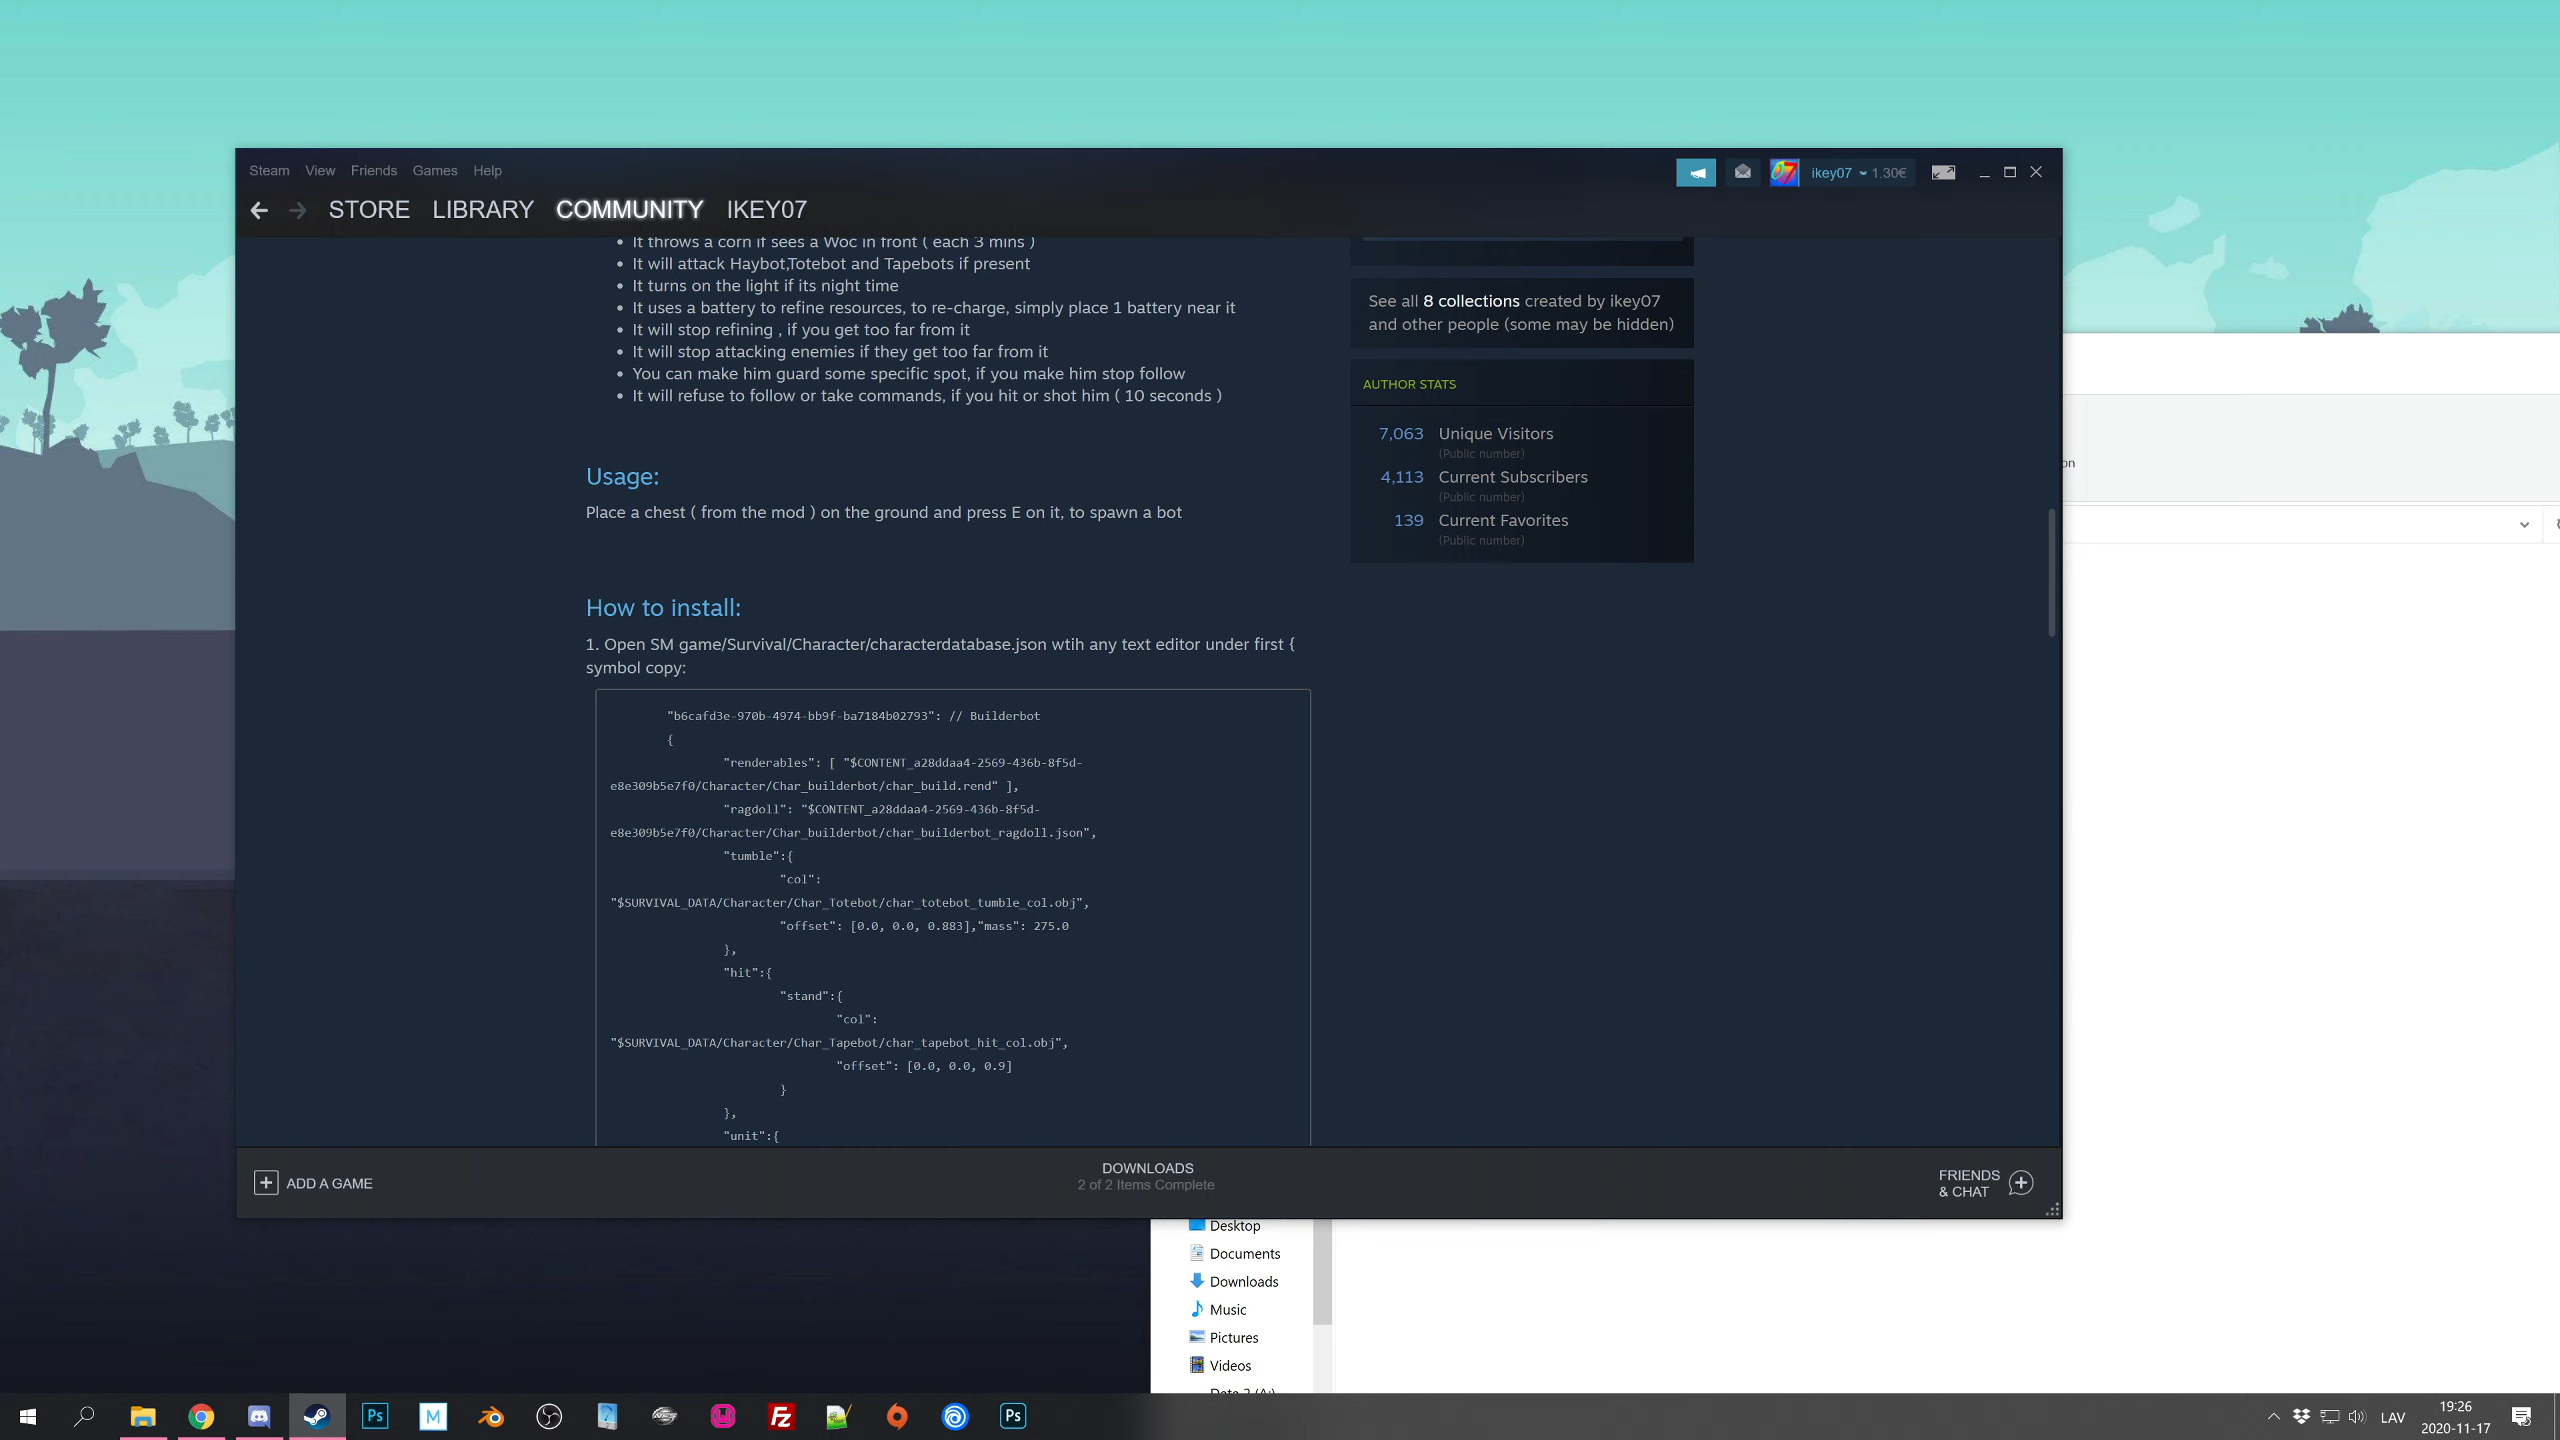 Steam View Friends Games Help
ikey07 1.30€
STORE LIBRARY COMMUNITY IKEY07
It throws a corn if sees a Woc in front ( each 3 mins )
It will attack Haybot,Totebot and Tapebots if present
It turns on the light if its night time
It uses a battery to refine resources, to re-charge, simply place 1 battery near it
It will stop refining , if you get too far from it
It will stop attacking enemies if they get too far from it
You can make him guard some specific spot, if you make him stop follow
It will refuse to follow or take commands, if you hit or shot him ( 10 seconds )
Usage:
Place a chest ( from the mod ) on the ground and press E on it, to spawn a bot
How to install:
1. Open SM game/Survival/Character/characterdatabase.json wtih any text editor under first {
symbol copy:
"b6cafd3e-970b-4974-bb9f-ba7184b02793": // Builderbot
{
"renderables": [ "$CONTENT_a28ddaa4-2569-436b-8f5d-
e8e309b5e7f0/Character/Char_builderbot/char_build.rend" ],
"ragdoll": "$CONTENT_a28ddaa4-2569-436b-8f5d-
e8e309b5e7f0/Character/Char_builderbot/char_builderbot_ragdoll.json",
"tumble":{
"col":
"$SURVIVAL_DATA/Character/Char_Totebot/char_totebot_tumble_col.obj",
"offset": [0.0, 0.0, 0.883],"mass": 275.0
},
"hit":{
"stand":{
"col":
"$SURVIVAL_DATA/Character/Char_Tapebot/char_tapebot_hit_col.obj",
"offset": [0.0, 0.0, 0.9]
}
},
"unit":{
See all 8 collections created by ikey07
and other people (some may be hidden)
AUTHOR STATS
7,063 Unique Visitors
(Public number)
4,113 Current Subscribers
(Public number)
139 Current Favorites
(Public number)
on
ADD A GAME
DOWNLOADS
2 of 2 Items Complete
FRIENDS
& CHAT
Desktop
Documents
Downloads
Music
Pictures
Videos
Ps M Fz Ps
LAV
19:26
2020-11-17